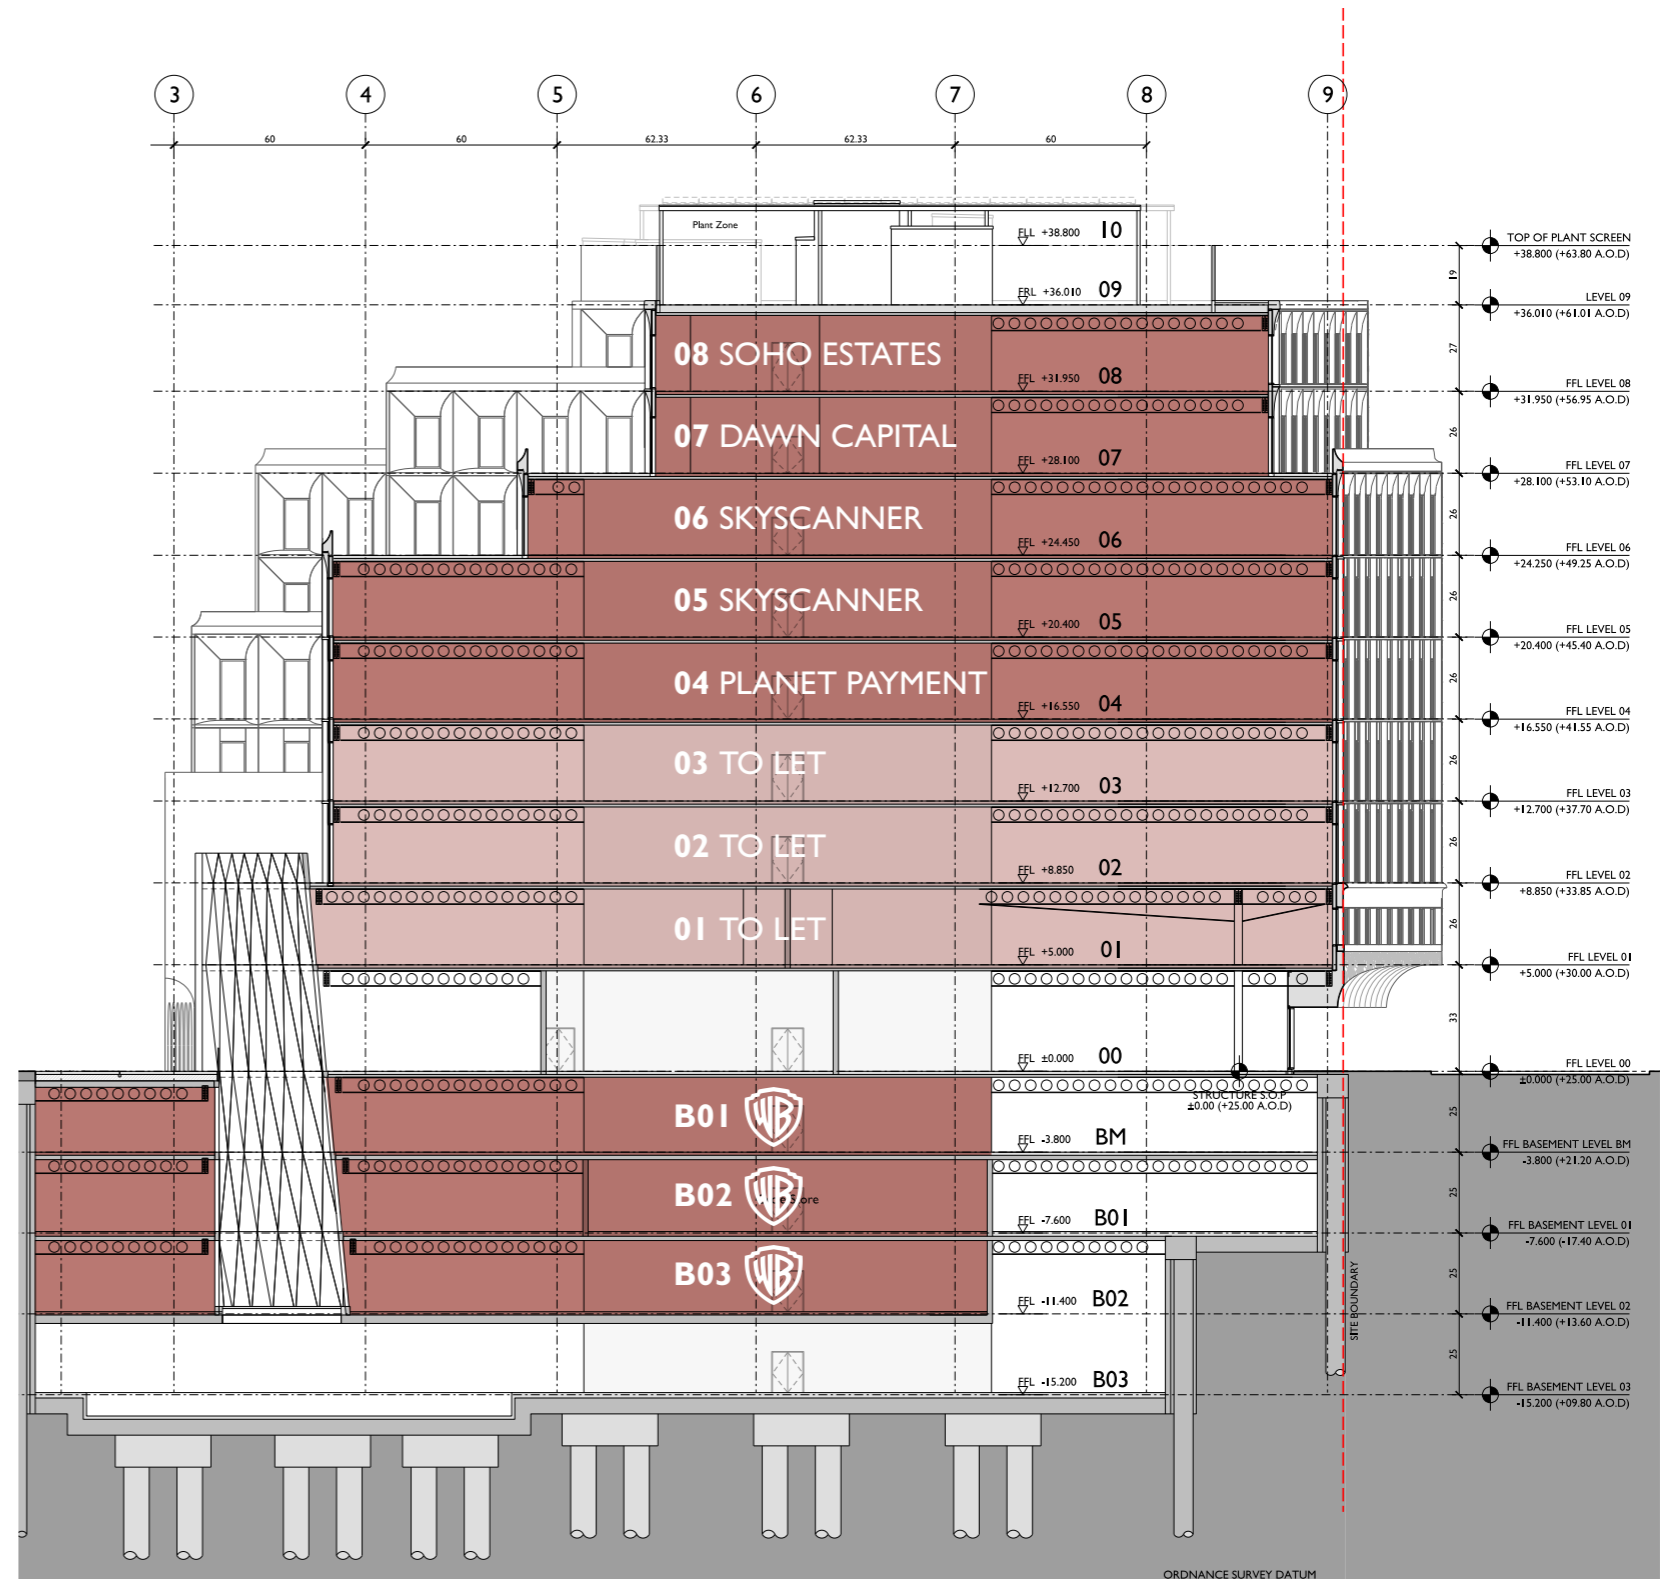 3 4 5 6 7 8 9
60 60 62.33 62.33 60
Plant Zone
FLL +38.800 10
TOP OF PLANT SCREEN
+38.800 (+63.80 A.O.D)
19
FRL +36.010 09
LEVEL 09
+36.010 (+61.01 A.O.D)
27
08 SOHO ESTATES
FFL +31.950 08
FFL LEVEL 08
+31.950 (+56.95 A.O.D)
26
07 DAWN CAPITAL
FFL +28.100 07
FFL LEVEL 07
+28.100 (+53.10 A.O.D)
26
06 SKYSCANNER
FFL +24.450 06
FFL LEVEL 06
+24.250 (+49.25 A.O.D)
26
05 SKYSCANNER
FFL +20.400 05
FFL LEVEL 05
+20.400 (+45.40 A.O.D)
26
04 PLANET PAYMENT
FFL +16.550 04
FFL LEVEL 04
+16.550 (+41.55 A.O.D)
26
03 TO LET
FFL +12.700 03
FFL LEVEL 03
+12.700 (+37.70 A.O.D)
26
02 TO LET
FFL +8.850 02
FFL LEVEL 02
+8.850 (+33.85 A.O.D)
26
01 TO LET
FFL +5.000 01
FFL LEVEL 01
+5.000 (+30.00 A.O.D)
33
FFL ±0.000 00
FFL LEVEL 00
±0.000 (+25.00 A.O.D)
STRUCTURE S.O.P
±0.00 (+25.00 A.O.D)
25
B01 WB
FFL -3.800 BM
FFL BASEMENT LEVEL BM
-3.800 (+21.20 A.O.D)
25
B02 WB
FFL -7.600 B01
FFL BASEMENT LEVEL 01
-7.600 (-17.40 A.O.D)
25
B03 WB
FFL -11.400 B02
SITE BOUNDARY
FFL BASEMENT LEVEL 02
-11.400 (+13.60 A.O.D)
25
FFL -15.200 B03
FFL BASEMENT LEVEL 03
-15.200 (+09.80 A.O.D)
ORDNANCE SURVEY DATUM